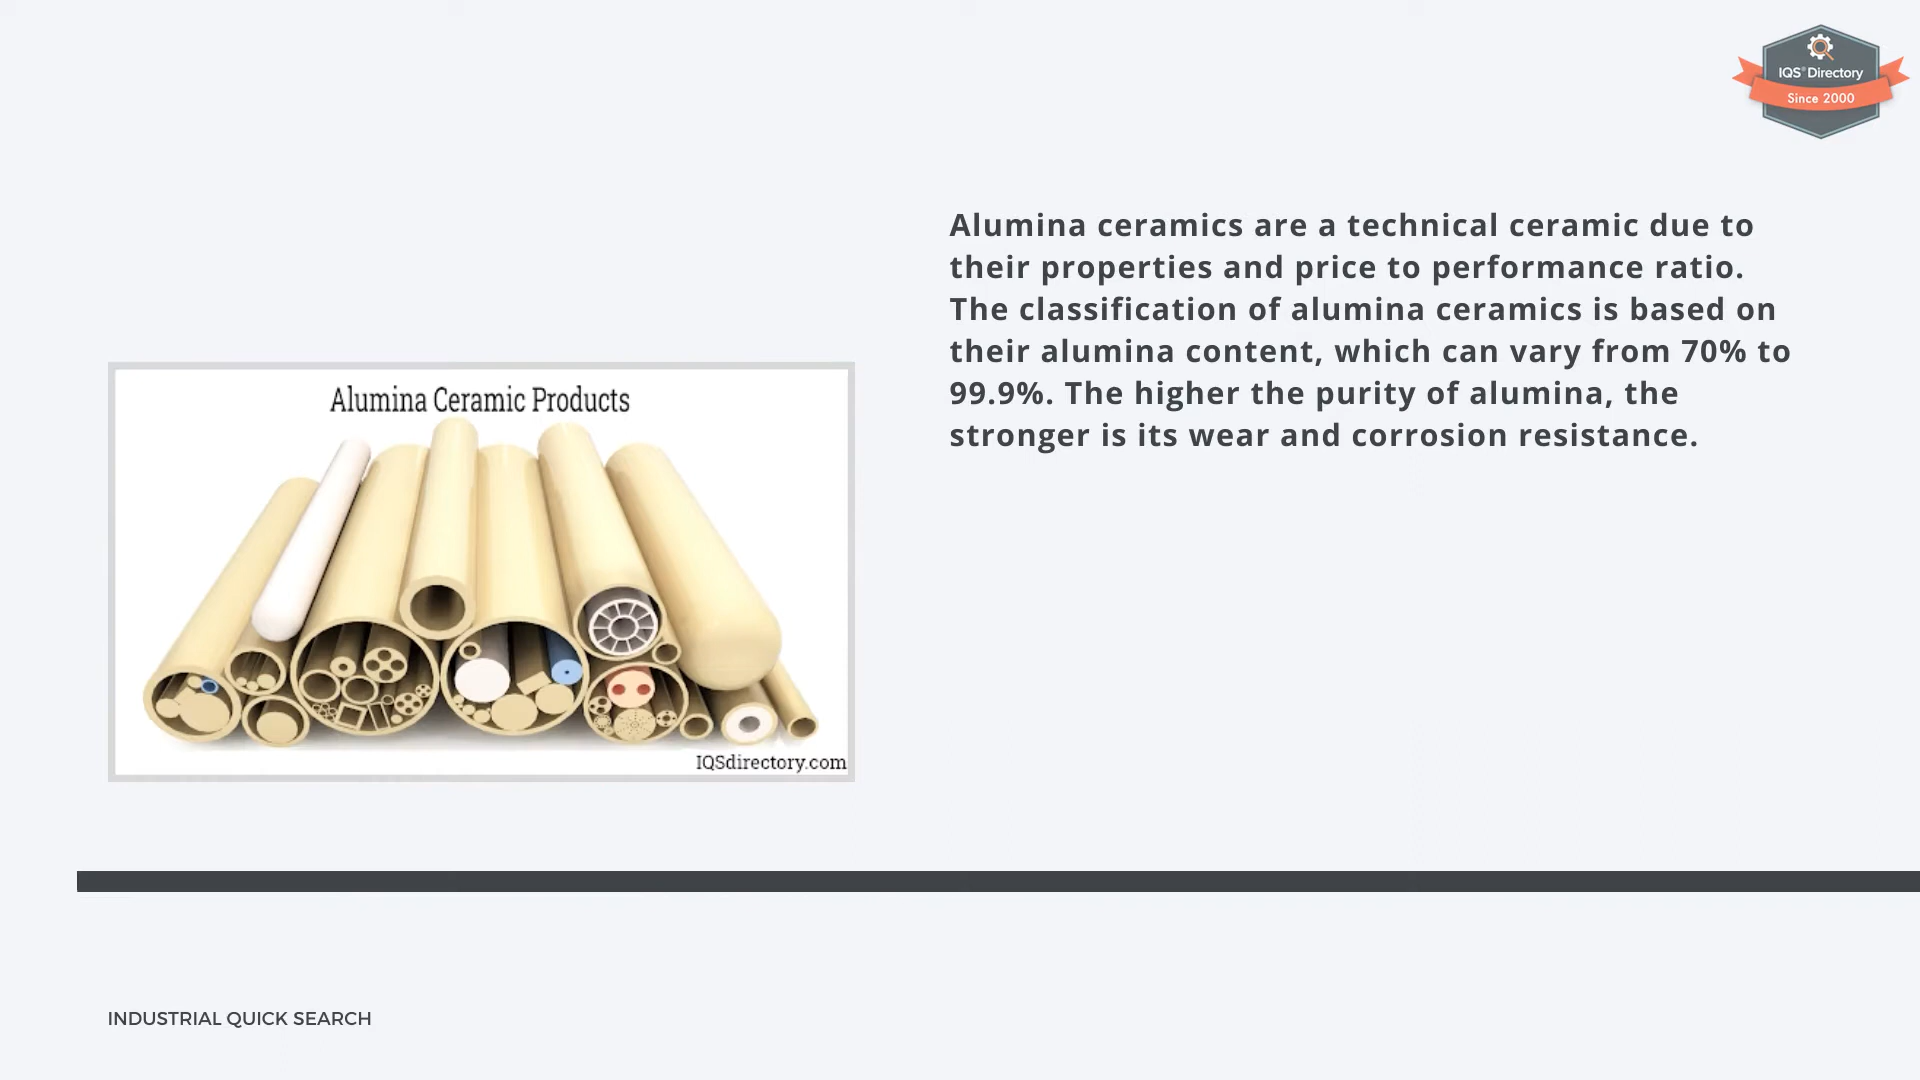 IQS® Directory
Since 2000
Alumina ceramics are a technical ceramic due to
their properties and price to performance ratio.
The classification of alumina ceramics is based on
their alumina content, which can vary from 70% to
99.9%. The higher the purity of alumina, the
stronger is its wear and corrosion resistance.
Alumina Ceramic Products
IQSdirectory.com
INDUSTRIAL QUICK SEARCH